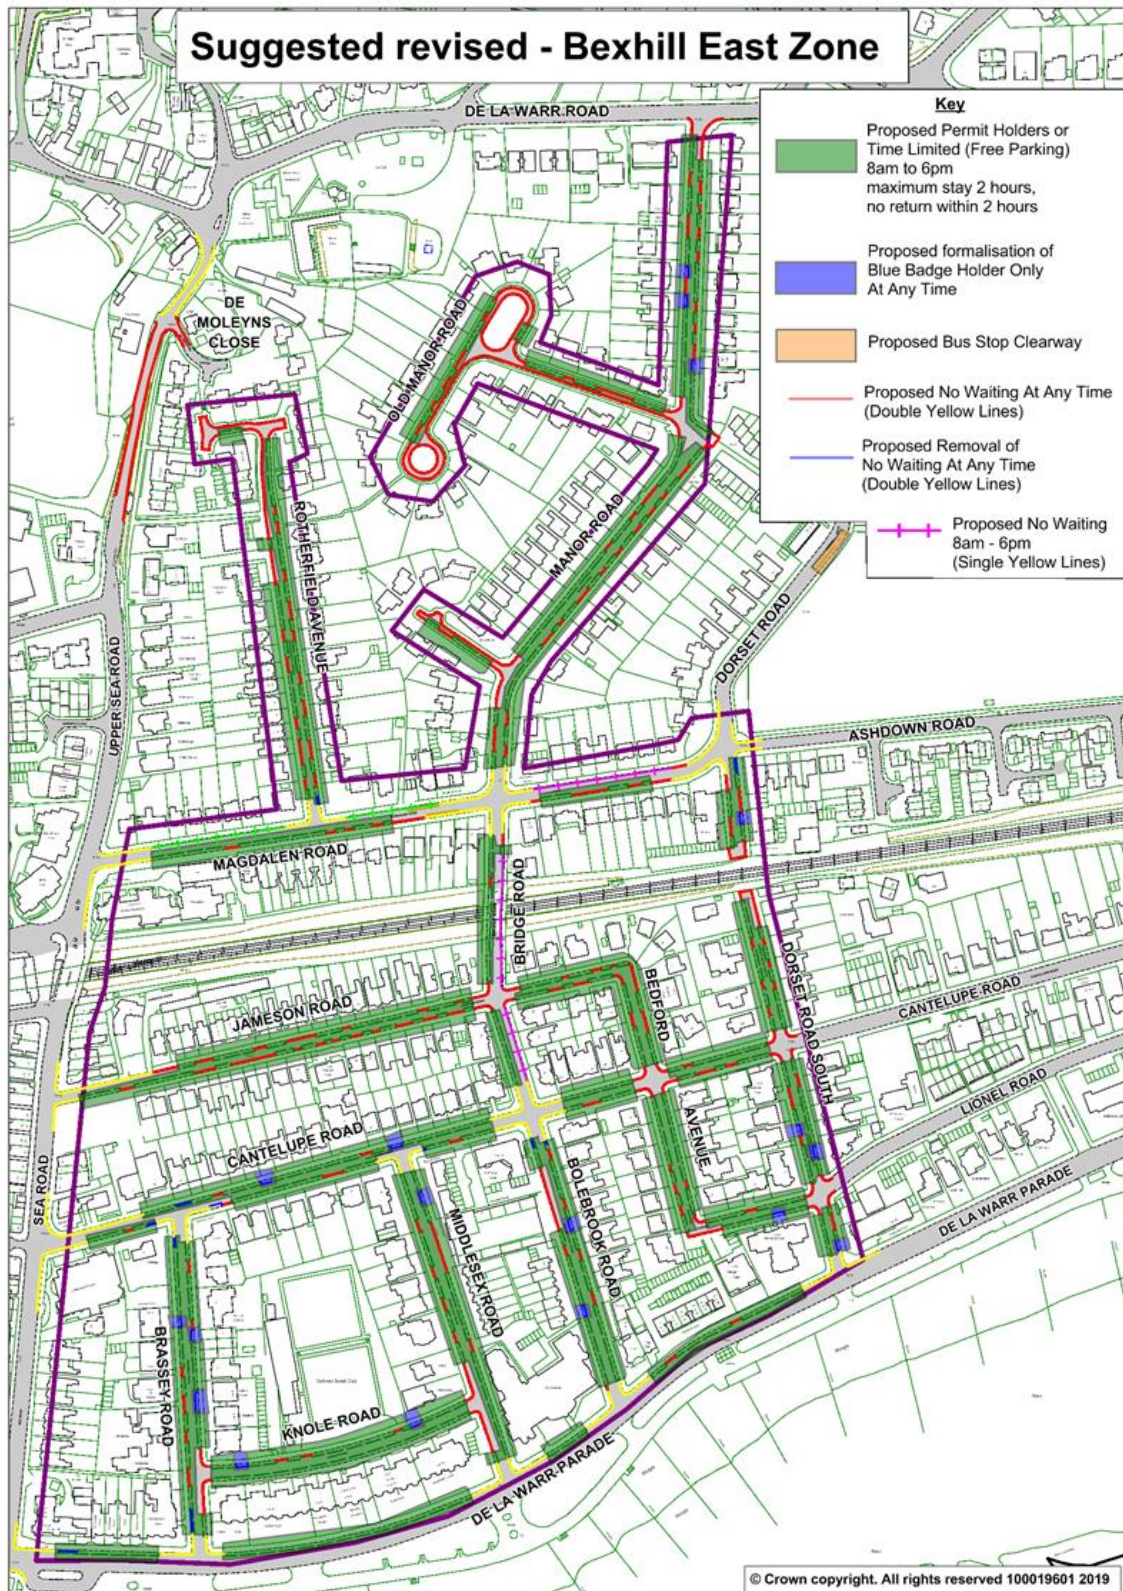 Suggested revised - Bexhill East Zone
DE LA WARR ROAD
Key
Proposed Permit Holders or
Time Limited (Free Parking)
8am to 6pm
maximum stay 2 hours,
no return within 2 hours
Proposed formalisation of
Blue Badge Holder Only
At Any Time
Proposed Bus Stop Clearway
Proposed No Waiting At Any Time
(Double Yellow Lines)
Proposed Removal of
No Waiting At Any Time
(Double Yellow Lines)
Proposed No Waiting
8am - 6pm
(Single Yellow Lines)
DE
MOLEYNS
CLOSE
OLD MANOR ROAD
ROTHERFIELD AVENUE
MANOR ROAD
DORSET ROAD
UPPER SEA ROAD
ASHDOWN ROAD
MAGDALEN ROAD
BRIDGE ROAD
JAMESON ROAD
BEDFORD
AVENUE
DORSET ROAD SOUTH
CANTELUPE ROAD
LIONEL ROAD
CANTELUPE ROAD
SEA ROAD
MIDDLESEX ROAD
BOLEBROOK ROAD
DE LA WARR PARADE
BRASSEY ROAD
KNOLE ROAD
DE LA WARR PARADE
© Crown copyright. All rights reserved 100019601 2019